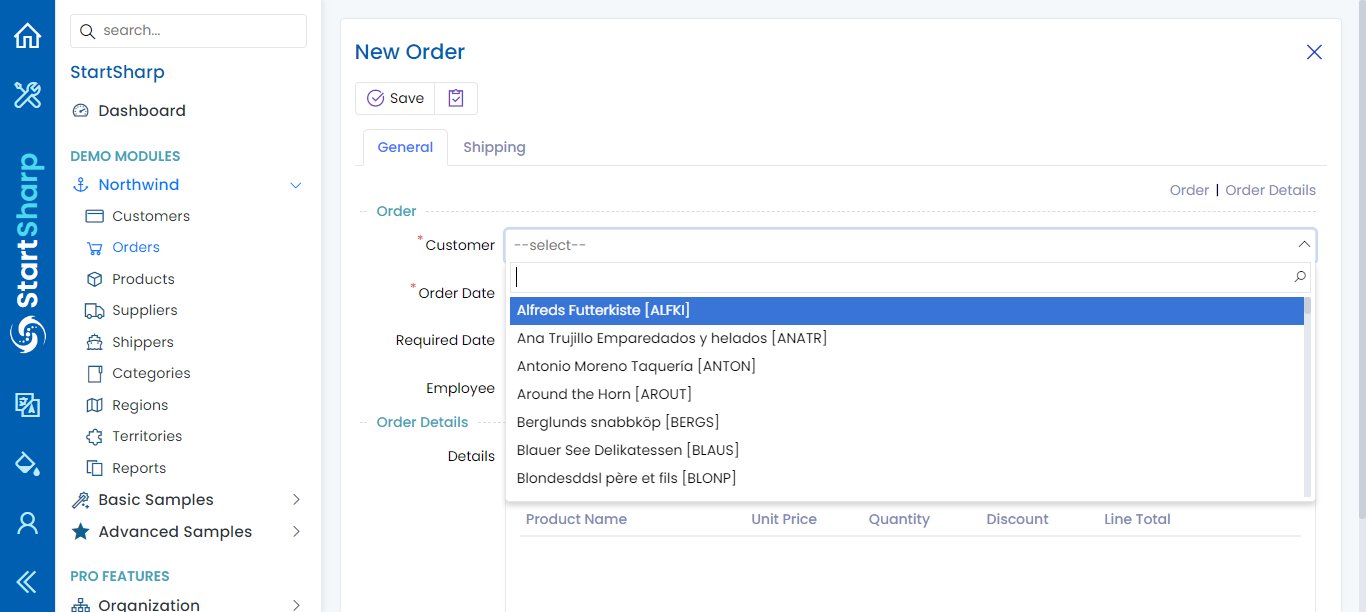 StartSharp
search...
StartSharp
Dashboard
DEMO MODULES
Northwind
Customers
Orders
Products
Suppliers
Shippers
Categories
Regions
Territories
Reports
Basic Samples
Advanced Samples
PRO FEATURES
Organization
New Order
Save
General Shipping
Order | Order Details
Order
*Customer --select--
*Order Date
Required Date
Employee
Order Details
Details
Alfreds Futterkiste [ALFKI]
Ana Trujillo Emparedados y helados [ANATR]
Antonio Moreno Taquería [ANTON]
Around the Horn [AROUT]
Berglunds snabbköp [BERGS]
Blauer See Delikatessen [BLAUS]
Blondesddsl père et fils [BLONP]
Product Name Unit Price Quantity Discount Line Total